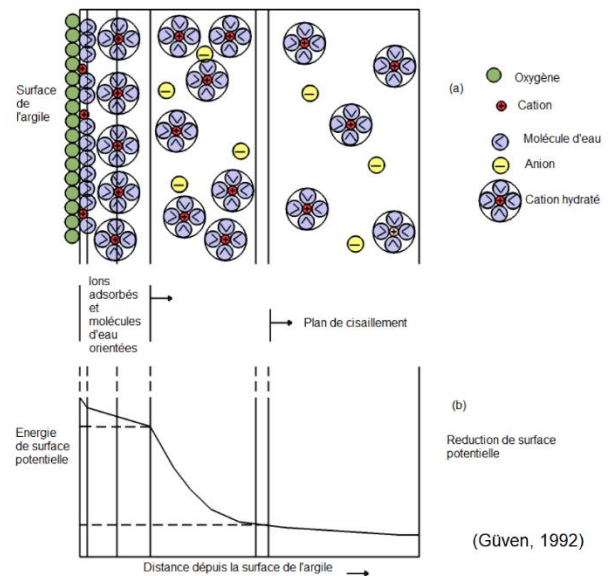 Surface
de
l'argile
(a)
Oxygène
Cation
Molécule d'eau
Anion
Cation hydraté
Ions
adsorbés
et
molécules
d'eau
orientées
Plan de cisaillement
(b)
Energie
de surface
potentielle
Reduction de surface
potentielle
(Güven, 1992)
Distance dépuis la surface de l'argile